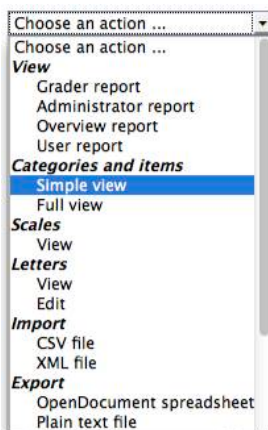 Choose an action ...
Choose an action ...
View
Grader report
Administrator report
Overview report
User report
Categories and items
Simple view
Full view
Scales
View
Letters
View
Edit
Import
CSV file
XML file
Export
OpenDocument spreadsheet
Plain text file